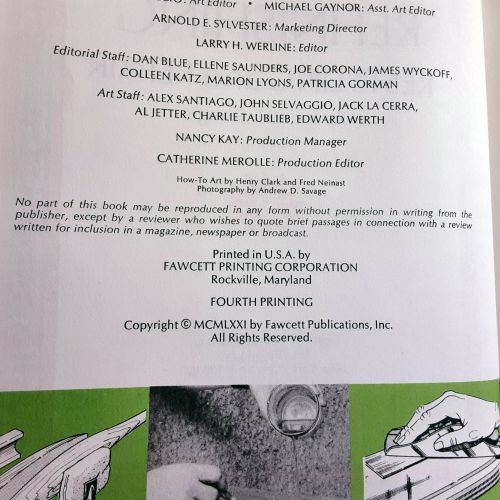 Art Editor • MICHAEL GAYNOR: Asst. Art Editor
ARNOLD E. SYLVESTER: Marketing Director
LARRY H. WERLINE: Editor
Editorial Staff: DAN BLUE, ELLENE SAUNDERS, JOE CORONA, JAMES WYCKOFF,
COLLEEN KATZ, MARION LYONS, PATRICIA GORMAN
Art Staff: ALEX SANTIAGO, JOHN SELVAGGIO, JACK LA CERRA,
AL JETTER, CHARLIE TAUBLIEB, EDWARD WERTH
NANCY KAY: Production Manager
CATHERINE MEROLLE: Production Editor
How-To Art by Henry Clark and Fred Neinast
Photography by Andrew D. Savage
No part of this book may be reproduced in any form without permission in writing from the
publisher, except by a reviewer who wishes to quote brief passages in connection with a review
written for inclusion in a magazine, newspaper or broadcast.
Printed in U.S.A. by
FAWCETT PRINTING CORPORATION
Rockville, Maryland
FOURTH PRINTING
Copyright © MCMLXXI by Fawcett Publications, Inc.
All Rights Reserved.